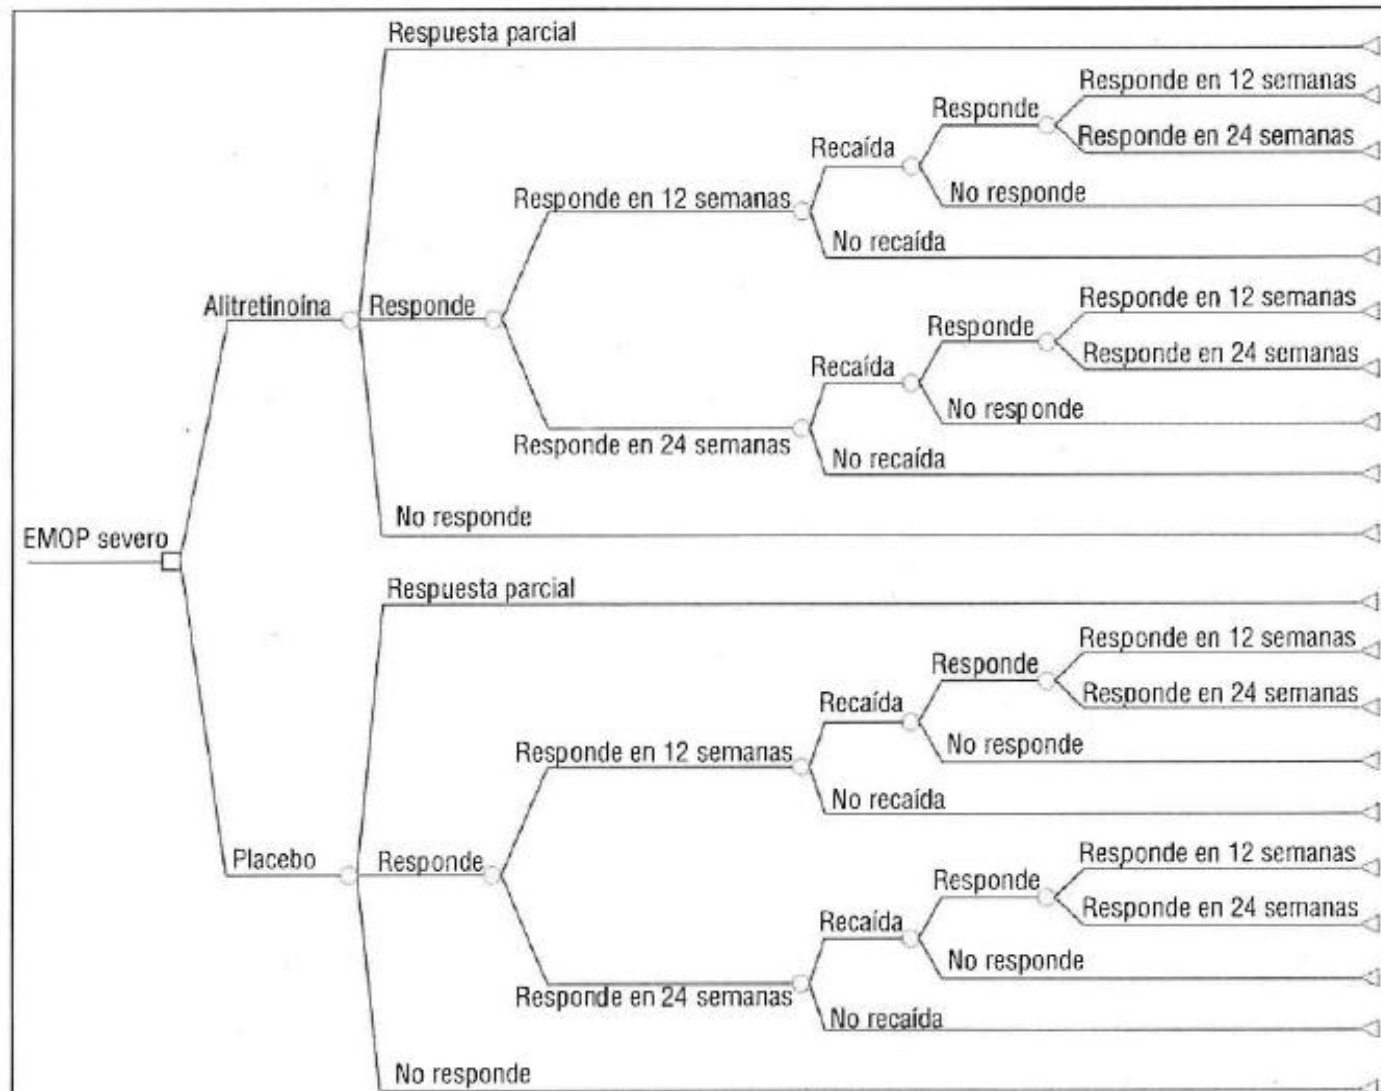 Respuesta parcial
Responde en 12 semanas
Responde
Responde en 24 semanas
Recaída
No responde
Responde en 12 semanas
No recaída
Alitretinoína
Responde
Responde en 12 semanas
Responde
Responde en 24 semanas
Recaída
No responde
Responde en 24 semanas
No recaída
No responde
EMOP severo
Respuesta parcial
Responde en 12 semanas
Responde
Responde en 24 semanas
Recaída
No responde
Responde en 12 semanas
No recaída
Placebo
Responde
Responde en 12 semanas
Responde
Responde en 24 semanas
Recaída
No responde
Responde en 24 semanas
No recaída
No responde